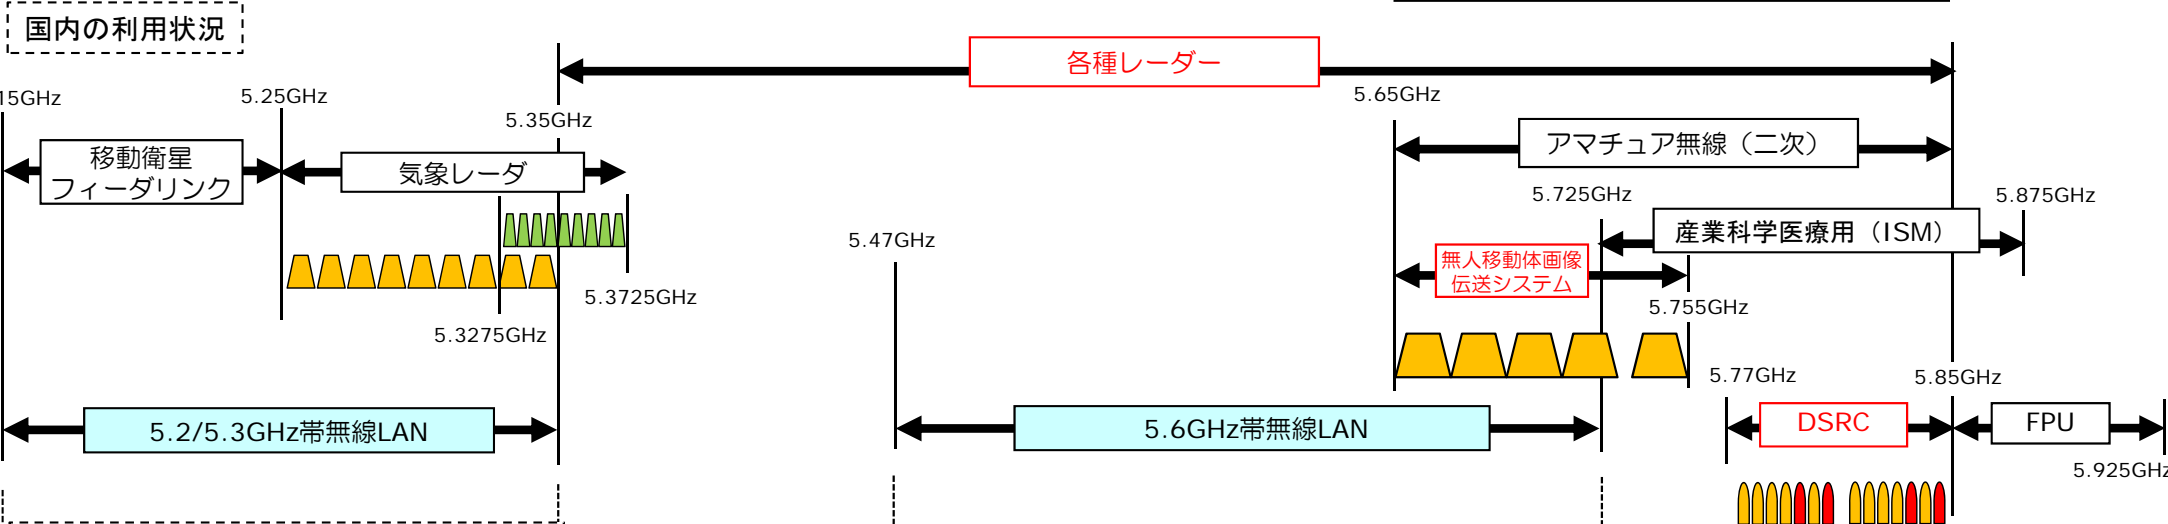 国内の利用状況
各種レーダー
15GHz
5.25GHz
5.35GHz
5.65GHz
移動衛星
フィーダリンク
気象レーダ
アマチュア無線（二次）
5.725GHz
5.875GHz
産業科学医療用（ISM）
5.47GHz
無人移動体画像
伝送システム
5.3725GHz
5.755GHz
5.3275GHz
5.77GHz
5.85GHz
5.2/5.3GHz帯無線LAN
5.6GHz帯無線LAN
DSRC
FPU
5.925GHz